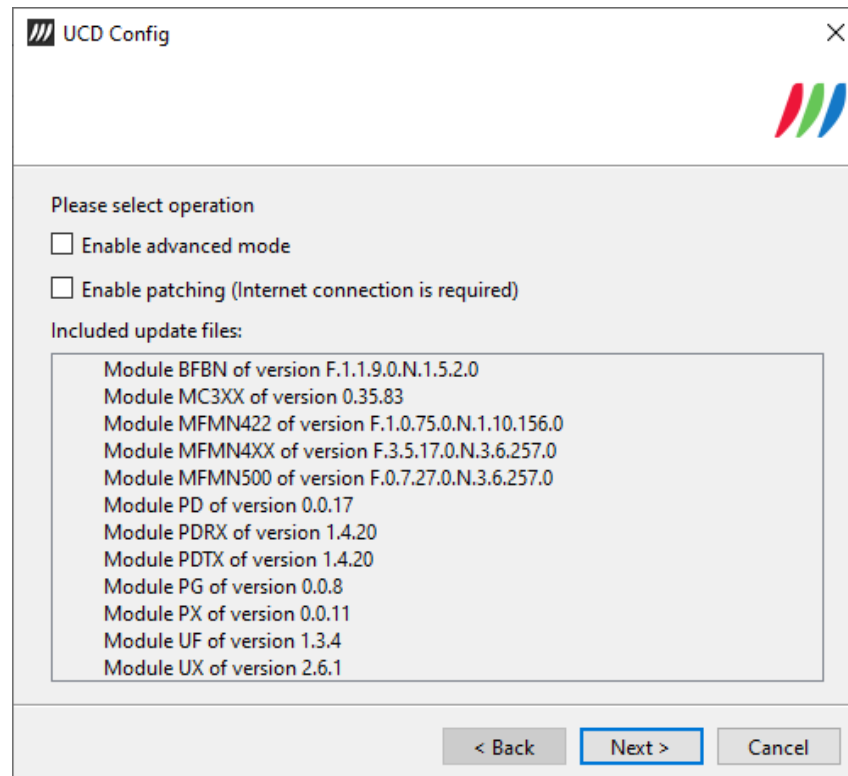 UCD Config
Please select operation
Enable advanced mode
Enable patching (Internet connection is required)
Included update files:
Module BFBN of version F.1.1.9.0.N.1.5.2.0
Module MC3XX of version 0.35.83
Module MFMN422 of version F.1.0.75.0.N.1.10.156.0
Module MFMN4XX of version F.3.5.17.0.N.3.6.257.0
Module MFMN500 of version F.0.7.27.0.N.3.6.257.0
Module PD of version 0.0.17
Module PDRX of version 1.4.20
Module PDTX of version 1.4.20
Module PG of version 0.0.8
Module PX of version 0.0.11
Module UF of version 1.3.4
Module UX of version 2.6.1
< Back Next > Cancel